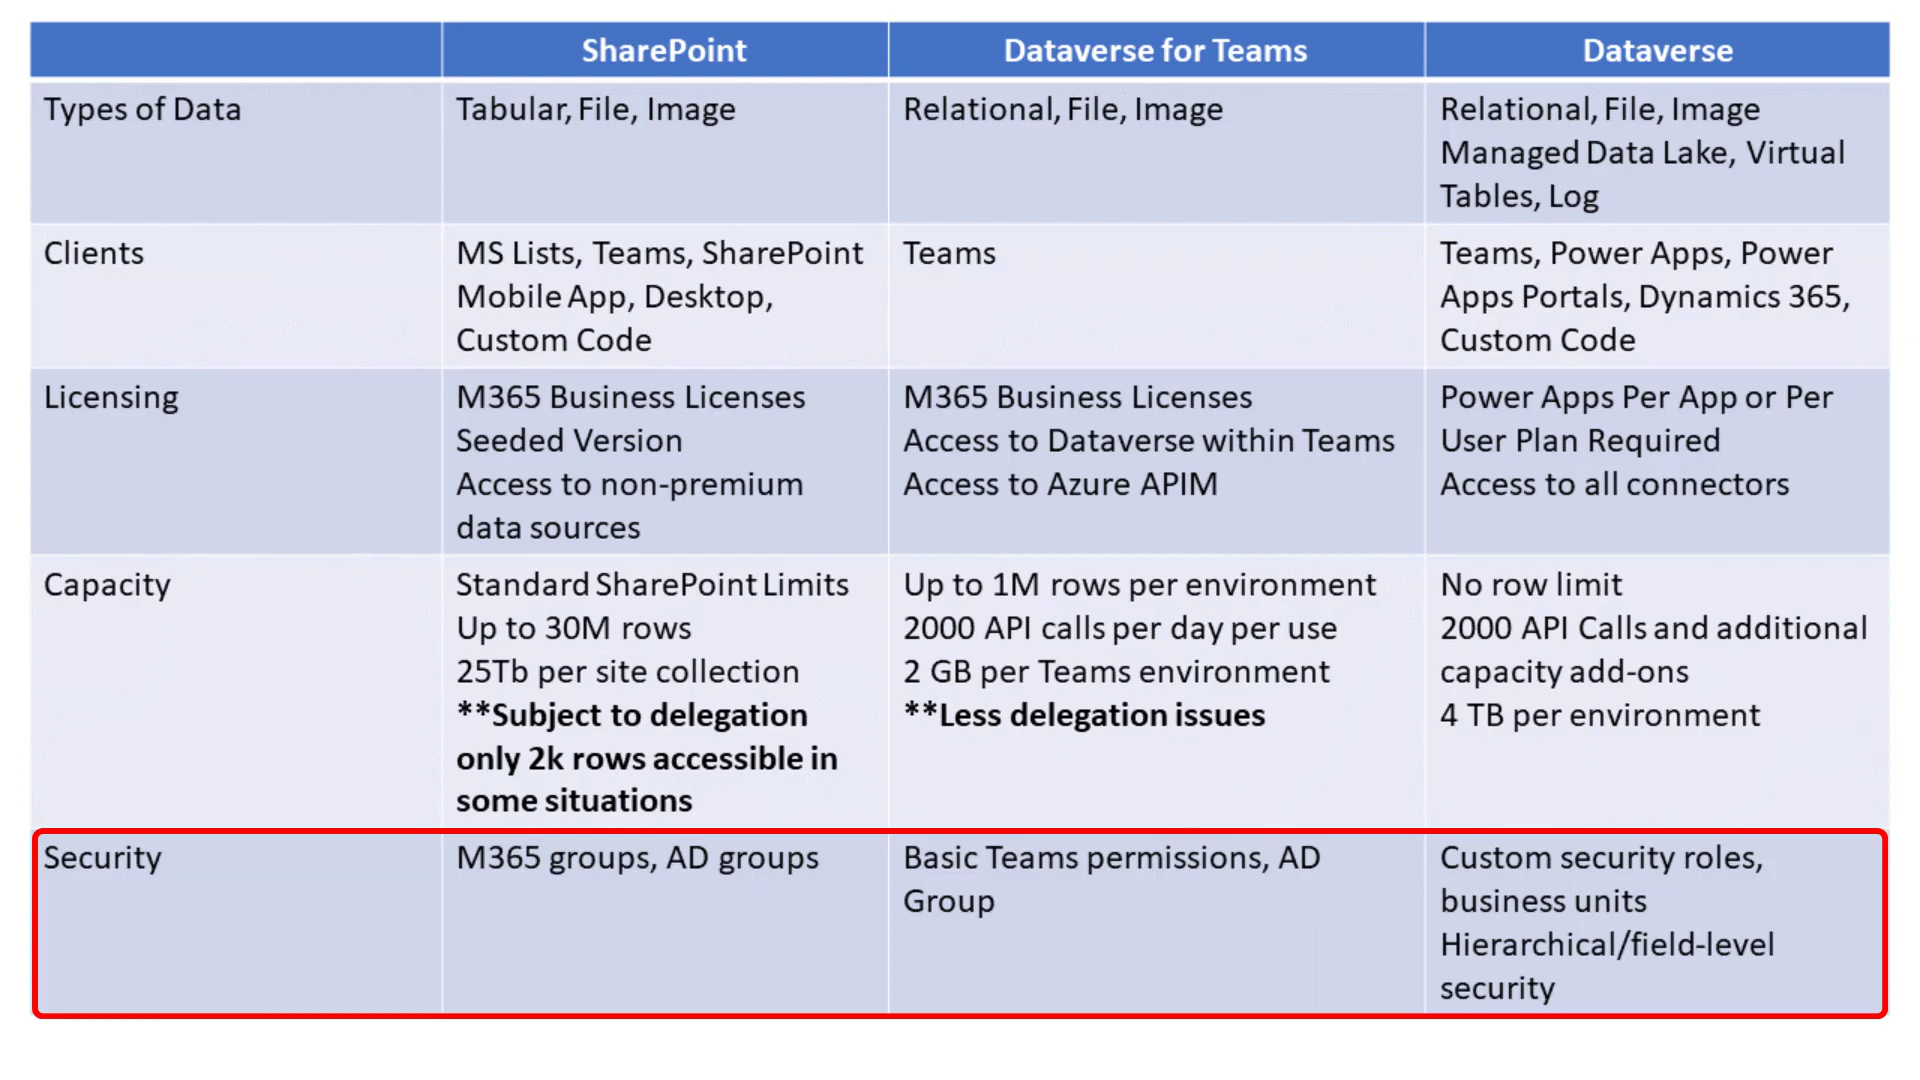 SharePoint
Dataverse for Teams
Dataverse
Types of Data
Tabular, File, Image
Relational, File, Image
Relational, File, Image
Managed Data Lake, Virtual
Tables, Log
Clients
MS Lists, Teams, SharePoint
Mobile App, Desktop,
Custom Code
Teams
Teams, Power Apps, Power
Apps Portals, Dynamics 365,
Custom Code
Licensing
M365 Business Licenses
Seeded Version
Access to non-premium
data sources
M365 Business Licenses
Access to Dataverse within Teams
Access to Azure APIM
Power Apps Per App or Per
User Plan Required
Access to all connectors
Capacity
Standard SharePoint Limits
Up to 30M rows
25Tb per site collection
**Subject to delegation
only 2k rows accessible in
some situations
Up to 1M rows per environment
2000 API calls per day per use
2 GB per Teams environment
**Less delegation issues
No row limit
2000 API Calls and additional
capacity add-ons
4 TB per environment
Security
M365 groups, AD groups
Basic Teams permissions, AD
Group
Custom security roles,
business units
Hierarchical/field-level
security